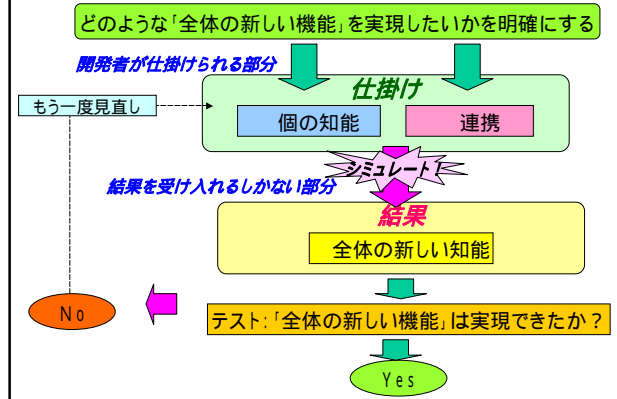 どのような「全体の新しい機能」を実現したいかを明確にする
開発者が仕掛けられる部分
仕掛け
もう一度見直し
個の知能
連携
シミュレート!
結果を受け入れるしかない部分
結果
全体の新しい知能
No
テスト:「全体の新しい機能」は実現できたか?
Yes